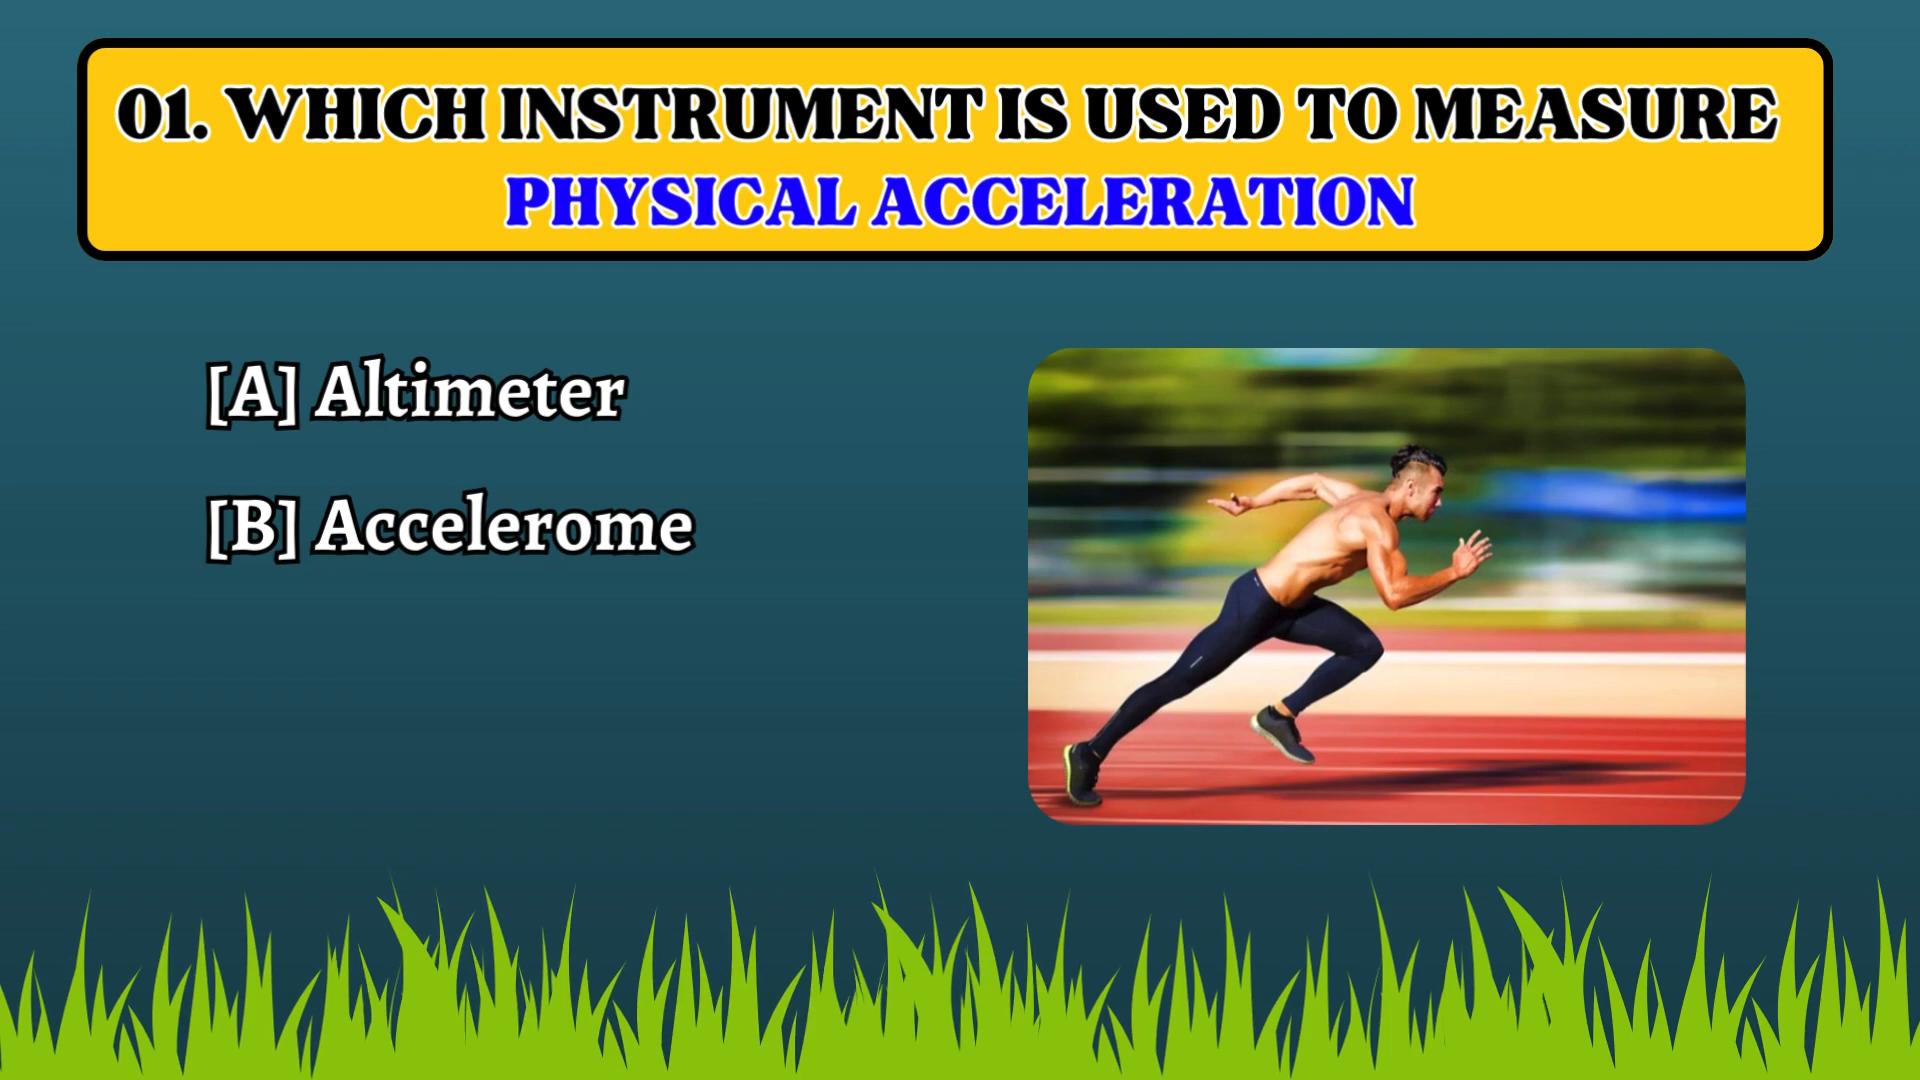 01. WHICH INSTRUMENT IS USED TO MEASURE
PHYSICAL ACCELERATION
[A] Altimeter
[B] Accelerome